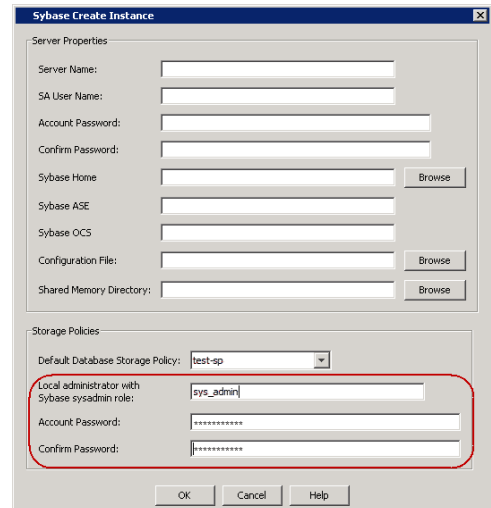 Sybase Create Instance
Server Properties
Server Name:
SA User Name:
Account Password:
Confirm Password:
Sybase Home
Browse
Sybase ASE
Sybase OCS
Configuration File:
Browse
Shared Memory Directory:
Browse
Storage Policies
Default Database Storage Policy: test-sp
Local administrator with
Sybase sysadmin role:
sys_admin
Account Password: ***********
Confirm Password: ***********
OK Cancel Help